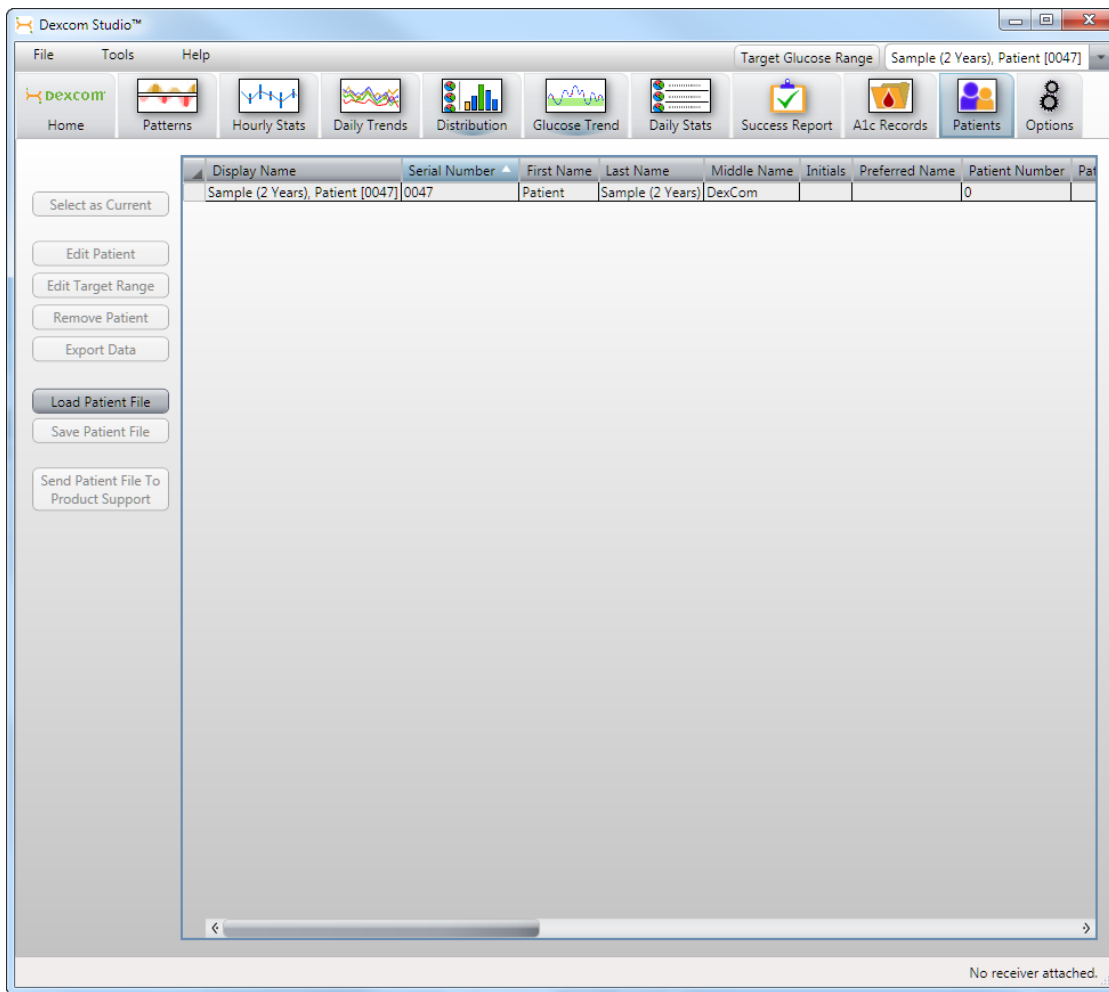 Dexcom Studio™
File Tools Help Target Glucose Range Sample (2 Years), Patient [0047]
Dexcom
Home Patterns Hourly Stats Daily Trends Distribution Glucose Trend Daily Stats Success Report A1c Records Patients Options
Display Name Serial Number First Name Last Name Middle Name Initials Preferred Name Patient Number Pat
Sample (2 Years), Patient [0047] 0047 Patient Sample (2 Years) DexCom 0
Select as Current
Edit Patient
Edit Target Range
Remove Patient
Export Data
Load Patient File
Save Patient File
Send Patient File To
Product Support
No receiver attached.